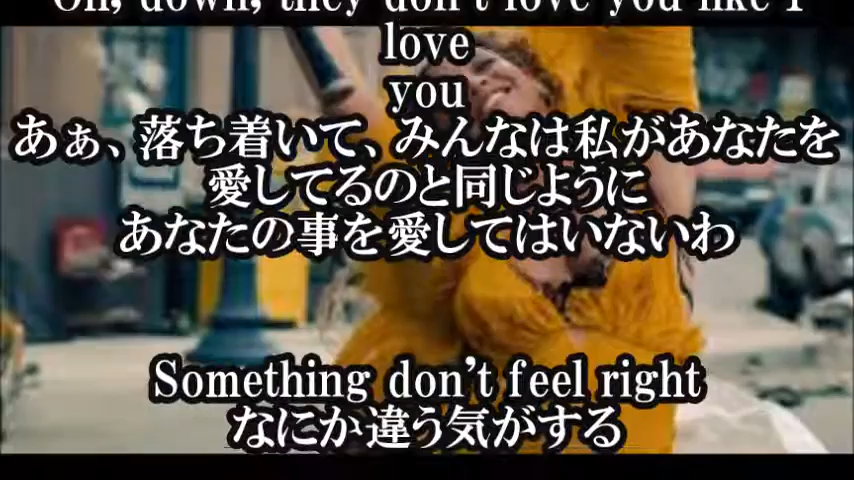 Oh, down, they don't love you like I
love
you
あぁ、落ち着いて、みんなは私があなたを
愛してるのと同じように
あなたの事を愛してはいないわ
Something don't feel right
なにか違う気がする